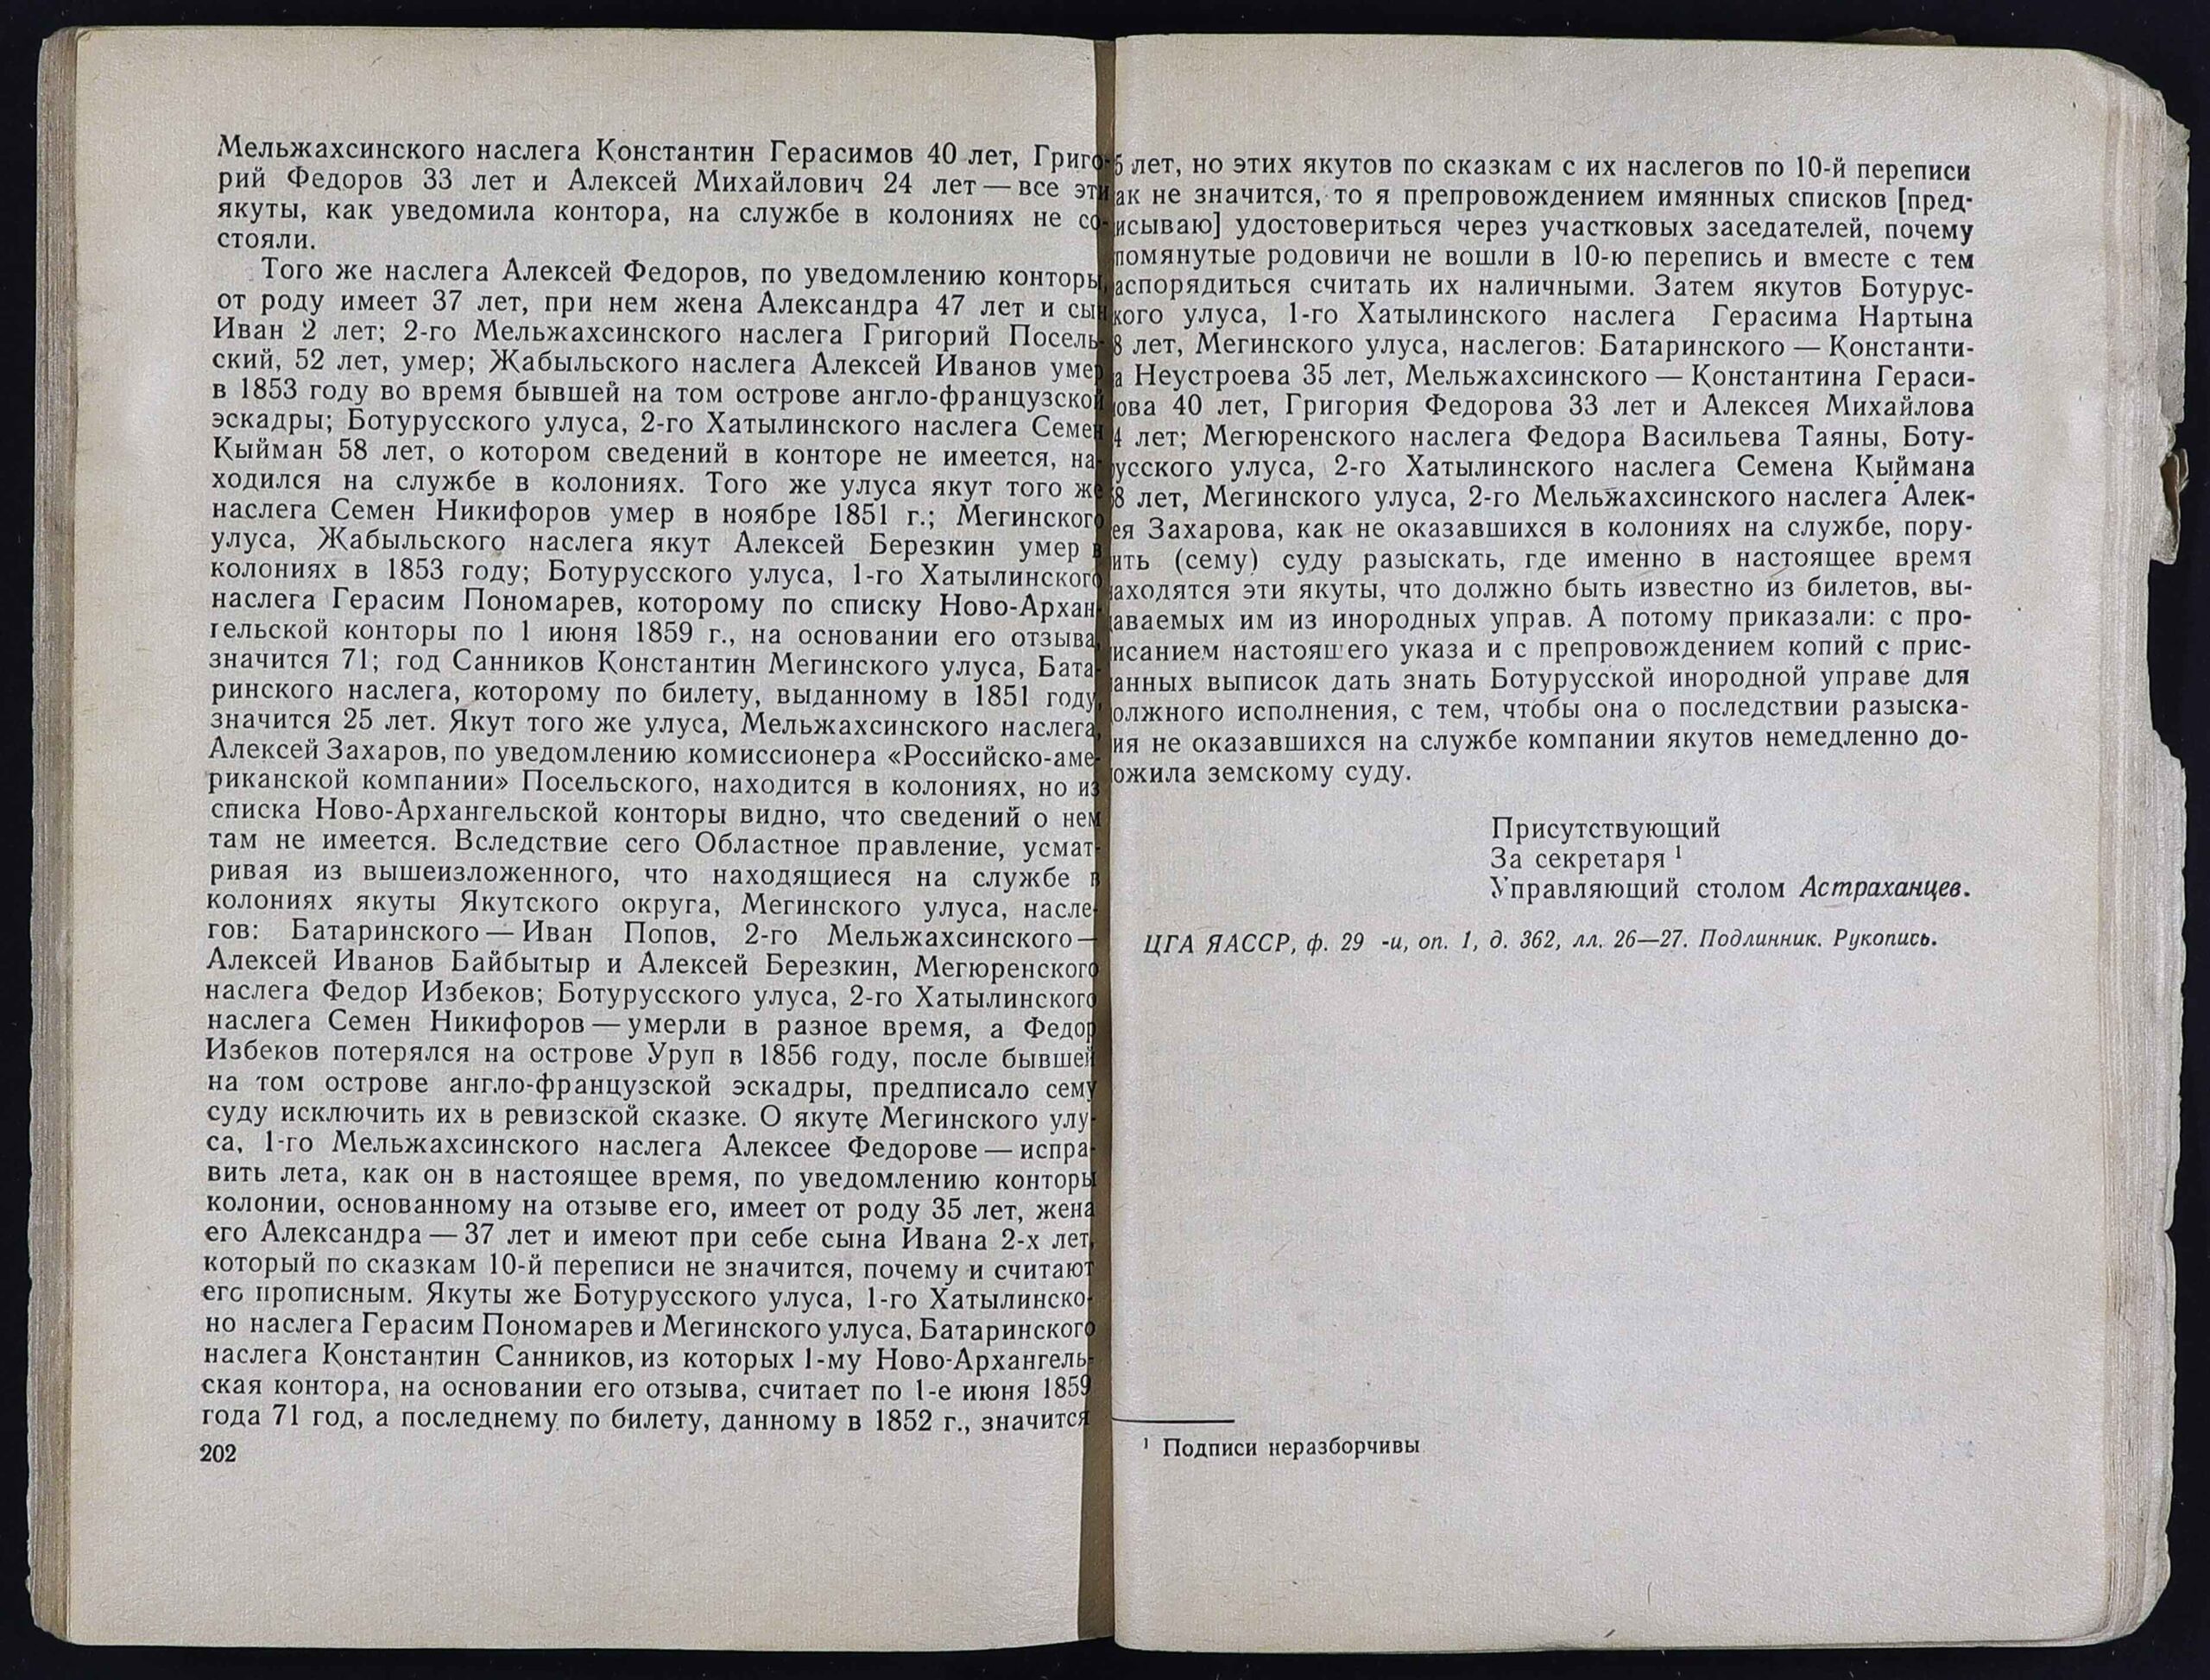 Мельжахсинского наслега Константин Герасимов 40 лет, Григо-
рий Федоров 33 лет и Алексей Михайлович 24 лет — все эти
якуты, как уведомила контора, на службе в колониях не со-
стояли.
Того же наслега Алексей Федоров, по уведомлению конторы,
от роду имеет 37 лет, при нем жена Александра 47 лет и сын
Иван 2 лет; 2-го Мельжахсинского наслега Григорий Посель-
ский, 52 лет, умер; Жабыльского наслега Алексей Иванов умер
в 1853 году во время бывшей на том острове англо-французской
эскадры; Ботурусского улуса, 2-го Хатылинского наслега Семен
Қыйман 58 лет, о котором сведений в конторе не имеется, на-
ходился на службе в колониях. Того же улуса якут того же
наслега Семен Никифоров умер в ноябре 1851 г.; Мегинского
улуса, Жабыльского наслега якут Алексей Березкин умер в
колониях в 1853 году; Ботурусского улуса, 1-го Хатылинского
наслега Герасим Пономарев, которому по списку Ново-Архан-
гельской конторы по 1 июня 1859 г., на основании его отзыва,
значится 71; год Санников Константин Мегинского улуса, Бата-
ринского наслега, которому по билету, выданному в 1851 году,
значится 25 лет. Якут того же улуса, Мельжахсинского наслега,
Алексей Захаров, по уведомлению комиссионера «Российско-аме-
риканской компании» Посельского, находится в колониях, но из
списка Ново-Архангельской конторы видно, что сведений о нем
там не имеется. Вследствие сего Областное правление, усмат-
ривая из вышеизложенного, что находящиеся на службе в
колониях якуты Якутского округа, Мегинского улуса, насле-
гов: Батаринского — Иван Попов, 2-го Мельжахсинского —
Алексей Иванов Байбытыр и Алексей Березкин, Мегюренского
наслега Федор Избеков; Ботурусского улуса, 2-го Хатылинского
наслега Семен Никифоров — умерли в разное время, а Федор
Избеков потерялся на острове Уруп в 1856 году, после бывшей
на том острове англо-французской эскадры, предписало сему
суду исключить их в ревизской сказке. О якуте Мегинского улу-
са, 1-го Мельжахсинского наслега Алексее Федорове — испра-
вить лета, как он в настоящее время, по уведомлению конторы
колонии, основанному на отзыве его, имеет от роду 35 лет, жена
его Александра — 37 лет и имеют при себе сына Ивана 2-х лет,
который по сказкам 10-й переписи не значится, почему и считают
его прописным. Якуты же Ботурусского улуса, 1-го Хатылинско-
но наслега Герасим Пономарев и Мегинского улуса, Батаринского
наслега Константин Санников, из которых 1-му Ново-Архангель-
ская контора, на основании его отзыва, считает по 1-е июня 1859
года 71 год, а последнему по билету, данному в 1852 г., значится
202
5 лет, но этих якутов по сказкам с их наслегов по 10-й переписи
ак не значится, то я препровождением имянных списков [пред-
исываю] удостовериться через участковых заседателей, почему
помянутые родовичи не вошли в 10-ю перепись и вместе с тем
аспорядиться считать их наличными. Затем якутов Ботурус-
кого улуса, 1-го Хатылинского наслега Герасима Нартына
8 лет, Мегинского улуса, наслегов: Батаринского — Константи-
а Неустроева 35 лет, Мельжахсинского — Константина Гераси-
ова 40 лет, Григория Федорова 33 лет и Алексея Михайлова
4 лет; Мегюренского наслега Федора Васильева Таяны, Боту-
усского улуса, 2-го Хатылинского наслега Семена Қыймана
8 лет, Мегинского улуса, 2-го Мельжахсинского наслега Алек-
ея Захарова, как не оказавшихся в колониях на службе, пору-
ить (сему) суду разыскать, где именно в настоящее время
аходятся эти якуты, что должно быть известно из билетов, вы-
аваемых им из инородных управ. А потому приказали: с про-
исанием настоящего указа и с препровождением копий с прис-
анных выписок дать знать Ботурусской инородной управе для
олжного исполнения, с тем, чтобы она о последствии разыска-
ия не оказавшихся на службе компании якутов немедленно до-
ожила земскому суду.
Присутствующий
За секретаря ¹
Управляющий столом Астраханцев.
ЦГА ЯАССР, ф. 29 -и, оп. 1, д. 362, лл. 26—27. Подлинник. Рукопись.
¹ Подписи неразборчивы